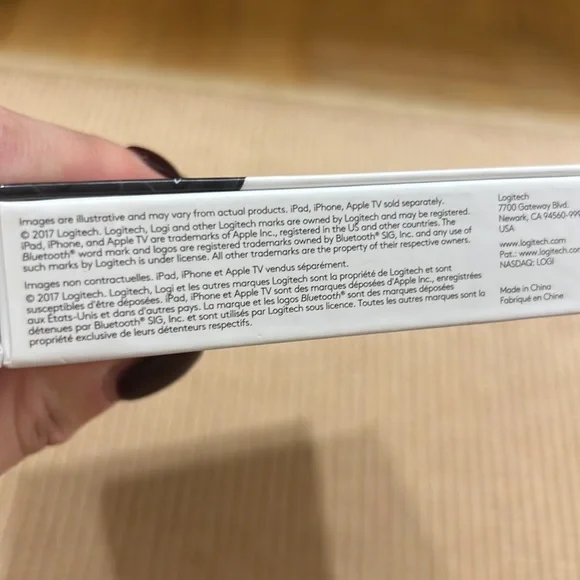 Images are illustrative and may vary from actual products. iPad, iPhone, Apple TV sold separately.
© 2017 Logitech. Logitech, Logi and other Logitech marks are owned by Logitech and may be registered.
iPad, iPhone, and Apple TV are trademarks of Apple Inc., registered in the US and other countries. The
Bluetooth® word mark and logos are registered trademarks owned by Bluetooth® SIG, Inc. and any use of
such marks by Logitech is under license. All other trademarks are the property of their respective owners.
Images non contractuelles. iPad, iPhone et Apple TV vendus séparément.
© 2017 Logitech. Logitech, Logi et les autres marques Logitech sont la propriété de Logitech et sont
susceptibles d'être déposées. iPad, iPhone et Apple TV sont des marques déposées d'Apple Inc., enregistrées
aux États-Unis et dans d'autres pays. La marque et les logos Bluetooth® sont des marques déposées
détenues par Bluetooth® SIG, Inc. et sont utilisés par Logitech sous licence. Toutes les autres marques sont la
propriété exclusive de leurs détenteurs respectifs.
Logitech
7700 Gateway Blvd.
Newark, CA 94560-999
USA
www.logitech.com
Pat.: www.logitech.com
NASDAQ: LOGI
Made in China
Fabriqué en Chine